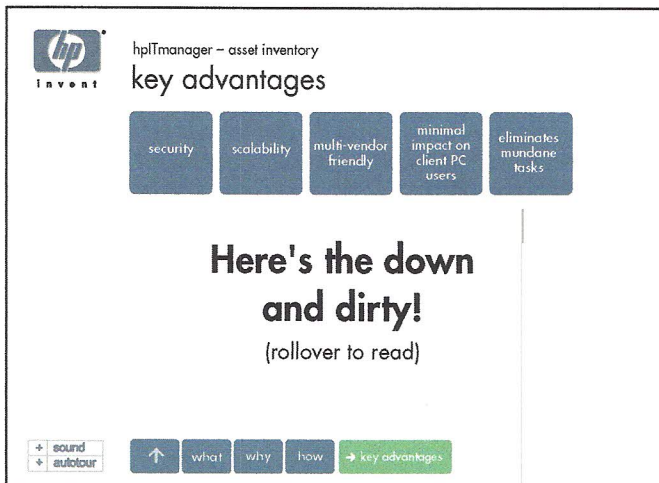 hp
invent
hpITmanager – asset inventory
key advantages
security
scalability
multi-vendor
friendly
minimal
impact on
client PC
users
eliminates
mundane
tasks
Here's the down
and dirty!
(rollover to read)
+ sound
+ autotour
↑
what
why
how
→ key advantages